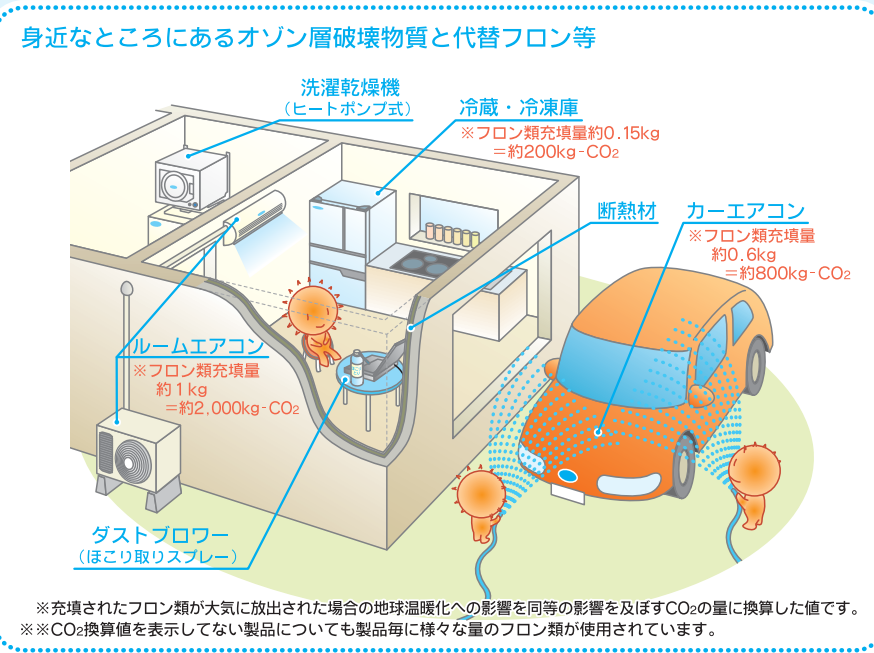 身近なところにあるオゾン層破壊物質と代替フロン等
洗濯乾燥機
（ヒートポンプ式）
冷蔵・冷凍庫
※フロン類充填量約0.15kg
＝約200kg-CO2
断熱材
カーエアコン
※フロン類充填量
約0.6kg
＝約800kg-CO2
ルームエアコン
※フロン類充填量
約1kg
＝約2,000kg-CO2
ダストブロワー
（ほこり取りスプレー）
※充填されたフロン類が大気に放出された場合の地球温暖化への影響を同等の影響を及ぼすCO2の量に換算した値です。
※※CO2換算値を表示してない製品についても製品毎に様々な量のフロン類が使用されています。